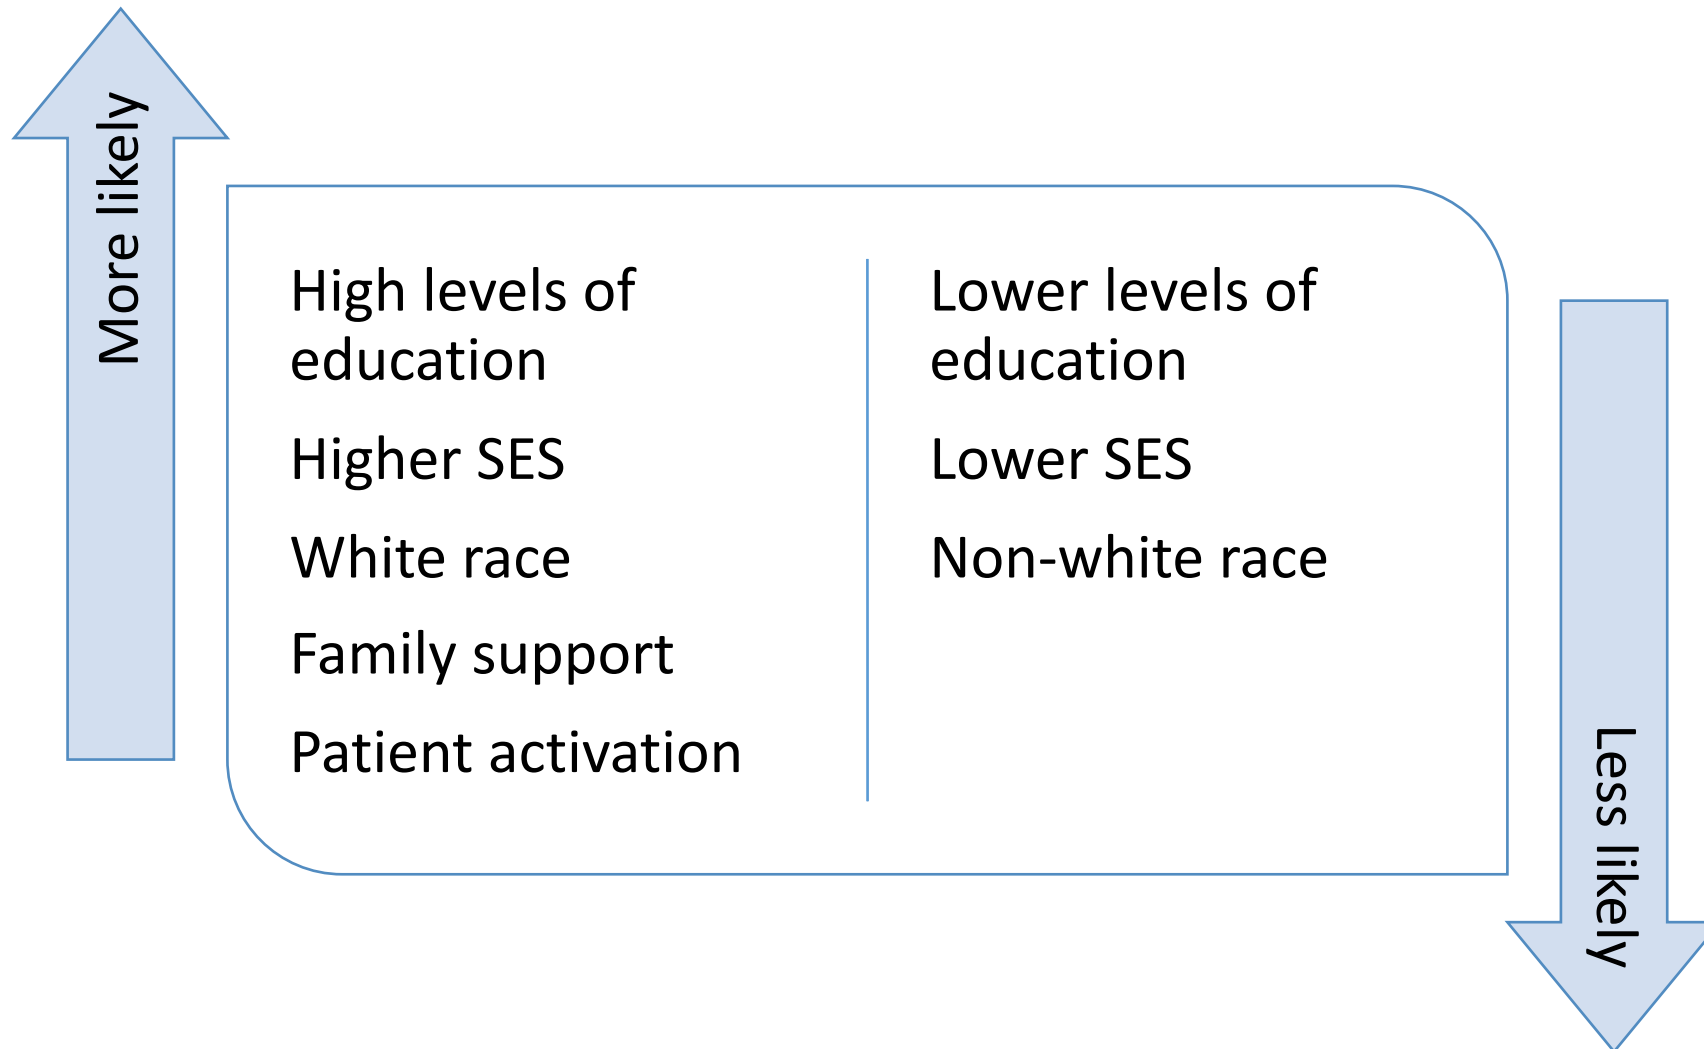 More likely
High levels of
education
Higher SES
White race
Family support
Patient activation
Lower levels of
education
Lower SES
Non-white race
Less likely